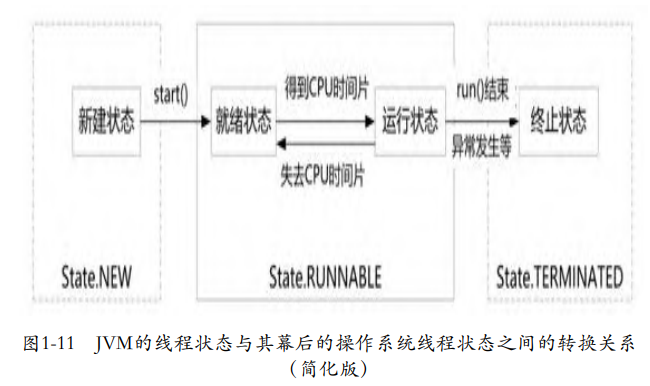 start()
得到CPU时间片
run()结束
新建状态
就绪状态
运行状态
终止状态
失去CPU时间片
异常发生等
State.NEW
State.RUNNABLE
State.TERMINATED
图1-11 JVM的线程状态与其幕后的操作系统线程状态之间的转换关系
（简化版）